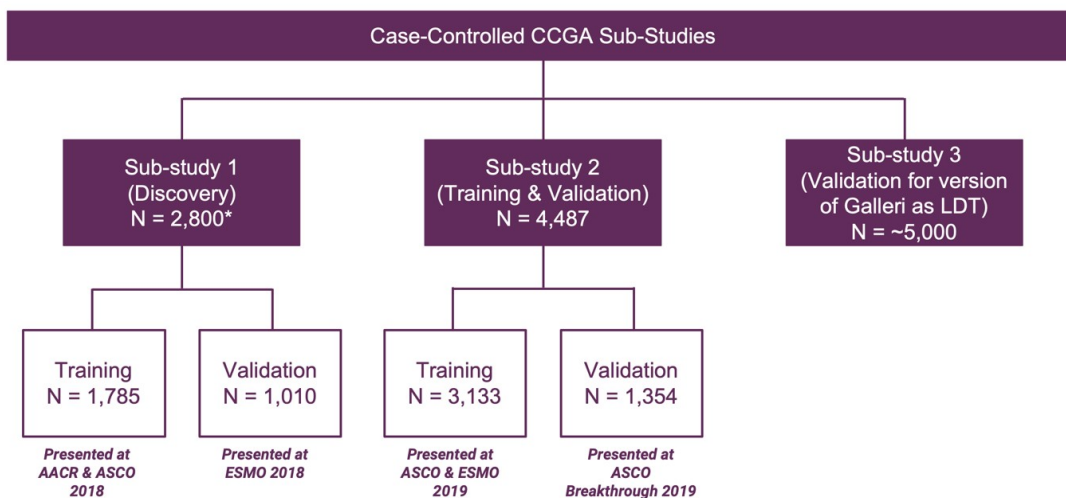 Case-Controlled CCGA Sub-Studies
Sub-study 1
(Discovery)
N = 2,800*
Sub-study 2
(Training & Validation)
N = 4,487
Sub-study 3
(Validation for version
of Galleri as LDT)
N = ~5,000
Training
N = 1,785
Validation
N = 1,010
Training
N = 3,133
Validation
N = 1,354
Presented at
AACR & ASCO
2018
Presented at
ESMO 2018
Presented at
ASCO & ESMO
2019
Presented at
ASCO
Breakthrough 2019